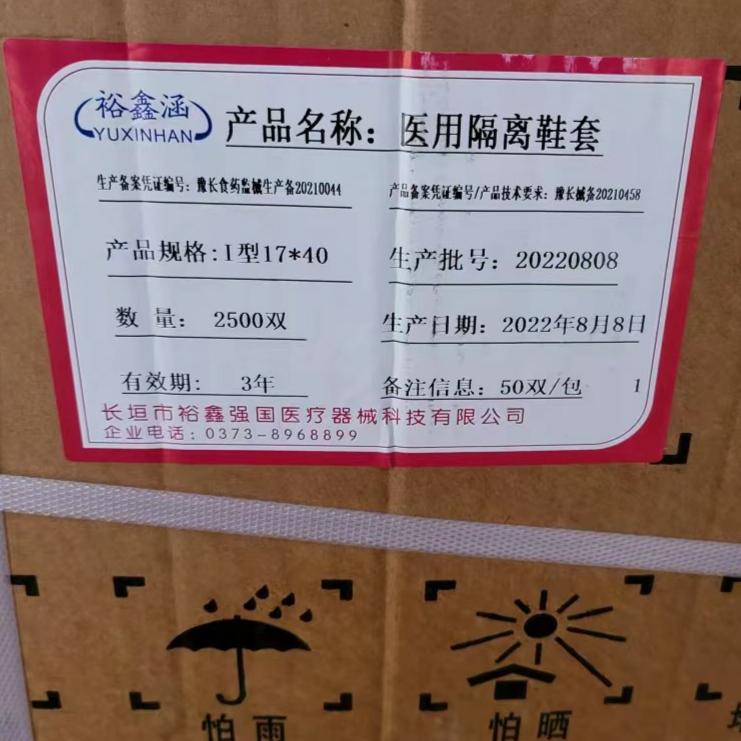 裕鑫涵
YUXINHAN
产品名称：医用隔离鞋套
生产备案凭证编号：豫长食药监械生产备20210044
产品备案凭证编号/产品技术要求：豫长械备20210458
产品规格:I型17*40
生产批号：20220808
数 量： 2500双
生产日期：2022年8月8日
有效期： 3年
备注信息：50双/包 1
长垣市裕鑫强国医疗器械科技有限公司
企业电话：0373-8968899
怕雨
怕晒